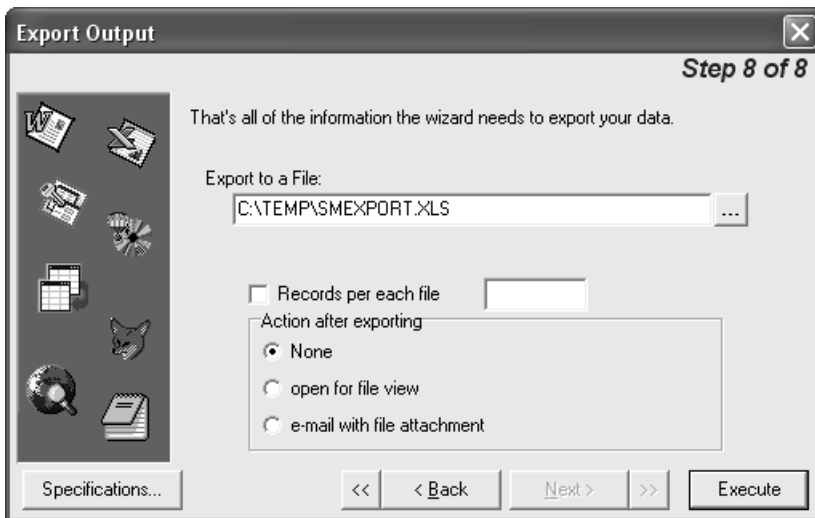 Export Output
Step 8 of 8
That's all of the information the wizard needs to export your data.
Export to a File:
C:\TEMP\SMEXPORT.XLS
...
Records per each file
Action after exporting
None
open for file view
e-mail with file attachment
Specifications... << < Back Next > >> Execute